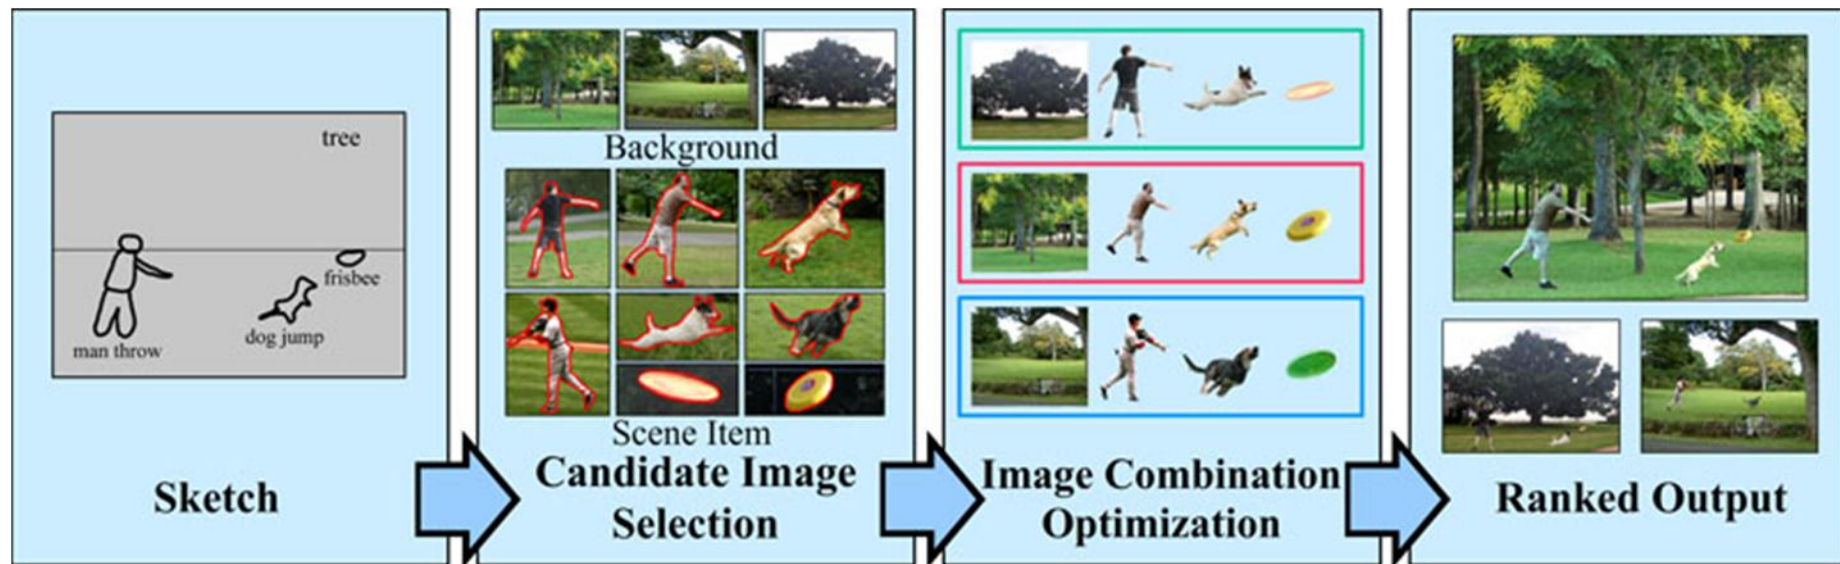 tree
frisbee
dog jump
man throw
Sketch
Background
Scene Item
Candidate Image
Selection
Image Combination
Optimization
Ranked Output